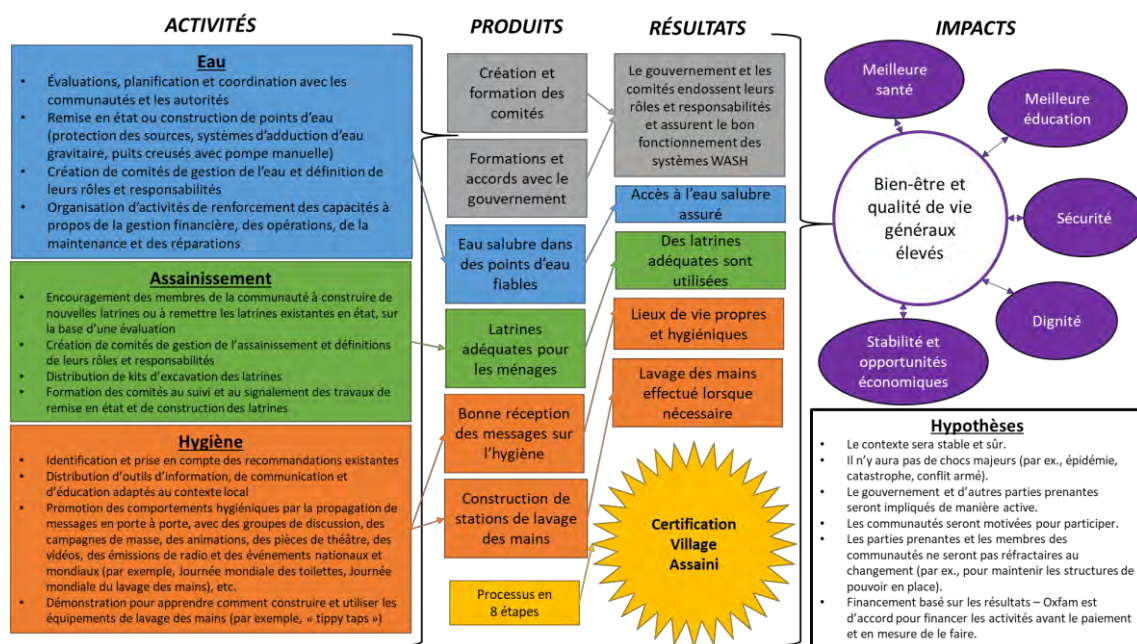 ACTIVITÉS
Eau
• Évaluations, planification et coordination avec les
communautés et les autorités
• Remise en état ou construction de points d'eau
(protection des sources, systèmes d'adduction d'eau
gravitaire, puits creusés avec pompe manuelle)
• Création de comités de gestion de l'eau et définition de
leurs rôles et responsabilités
• Organisation d'activités de renforcement des capacités à
propos de la gestion financière, des opérations, de la
maintenance et des réparations
Assainissement
• Encouragement des membres de la communauté à construire de
nouvelles latrines ou à remettre les latrines existantes en état, sur
la base d'une évaluation
• Création de comités de gestion de l'assainissement et définitions
de leurs rôles et responsabilités
• Distribution de kits d'excavation des latrines
• Formation des comités au suivi et au signalement des travaux de
remise en état et de construction des latrines
Hygiène
• Identification et prise en compte des recommandations existantes
• Distribution d'outils d'information, de communication et
d'éducation adaptés au contexte local
• Promotion des comportements hygiéniques par la propagation de
messages en porte à porte, avec des groupes de discussion, des
campagnes de masse, des animations, des pièces de théâtre, des
vidéos, des émissions de radio et des événements nationaux et
mondiaux (par exemple, Journée mondiale des toilettes, Journée
mondiale du lavage des mains), etc.
• Démonstration pour apprendre comment construire et utiliser les
équipements de lavage des mains (par exemple, « tippy taps »)
PRODUITS
Création et
formation des
comités
Formations et
accords avec le
gouvernement
Eau salubre dans
des points d'eau
fiables
Latrines
adéquates pour
les ménages
Bonne réception
des messages sur
l'hygiène
Construction de
stations de lavage
des mains
Processus en
8 étapes
RÉSULTATS
Le gouvernement et les
comités endossent leurs
rôles et responsabilités
et assurent le bon
fonctionnement des
systèmes WASH
Accès à l'eau salubre
assuré
Des latrines
adéquates sont
utilisées
Lieux de vie propres
et hygiéniques
Lavage des mains
effectué lorsque
nécessaire
Certification
Village
Assaini
IMPACTS
Meilleure
santé
Meilleure
éducation
Bien-être et
qualité de vie
généraux
élevés
Sécurité
Dignité
Stabilité et
opportunités
économiques
Hypothèses
• Le contexte sera stable et sûr.
• Il n'y aura pas de chocs majeurs (par ex., épidémie,
catastrophe, conflit armé).
• Le gouvernement et d'autres parties prenantes
seront impliqués de manière active.
• Les communautés seront motivées pour participer.
• Les parties prenantes et les membres des
communautés ne seront pas réfractaires au
changement (par ex., pour maintenir les structures de
pouvoir en place).
• Financement basé sur les résultats – Oxfam est
d'accord pour financer les activités avant le paiement
et en mesure de le faire.